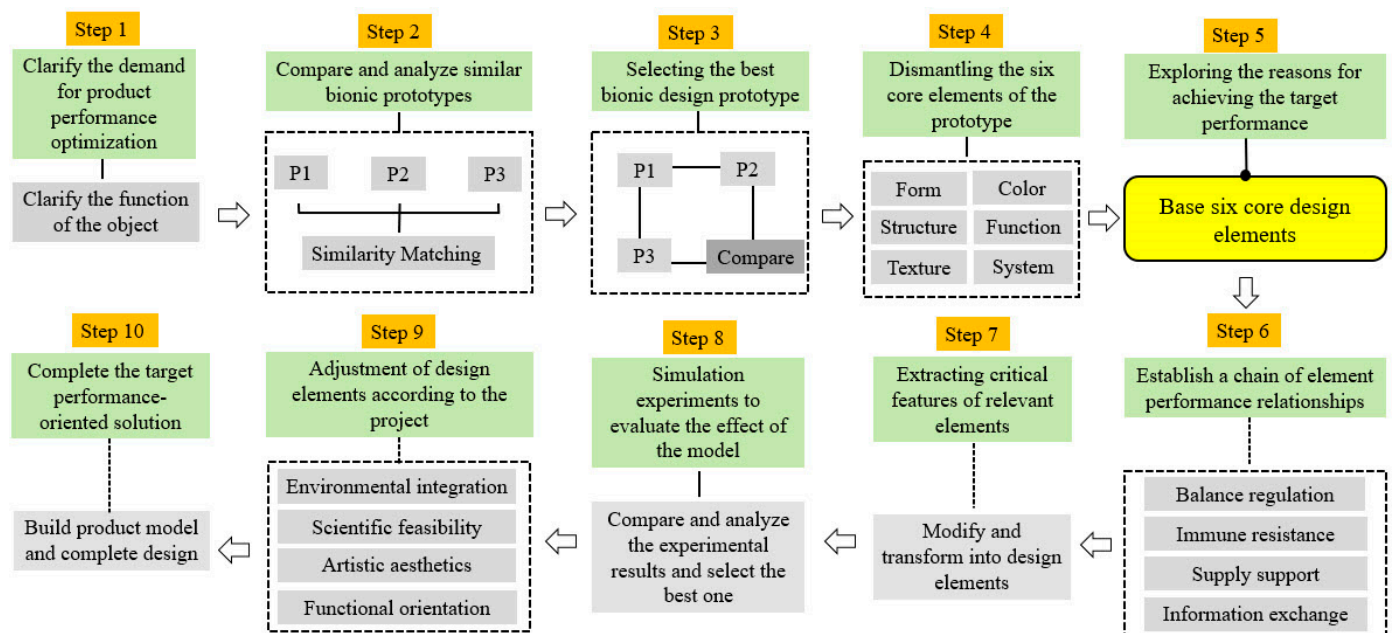 Step 1
Clarify the demand
for product
performance
optimization
Clarify the function
of the object
Step 2
Compare and analyze similar
bionic prototypes
P1
P2
P3
Similarity Matching
Step 3
Selecting the best
bionic design prototype
P1
P2
P3
Compare
Step 4
Dismantling the six
core elements of the
prototype
Form
Color
Structure
Function
Texture
System
Step 5
Exploring the reasons for
achieving the target
performance
Base six core design
elements
Step 6
Establish a chain of element
performance relationships
Balance regulation
Immune resistance
Supply support
Information exchange
Step 7
Extracting critical
features of relevant
elements
Modify and
transform into design
elements
Step 8
Simulation
experiments to
evaluate the effect of
the model
Compare and analyze
the experimental
results and select the
best one
Step 9
Adjustment of design
elements according to the
project
Environmental integration
Scientific feasibility
Artistic aesthetics
Functional orientation
Step 10
Complete the target
performance-
oriented solution
Build product model
and complete design